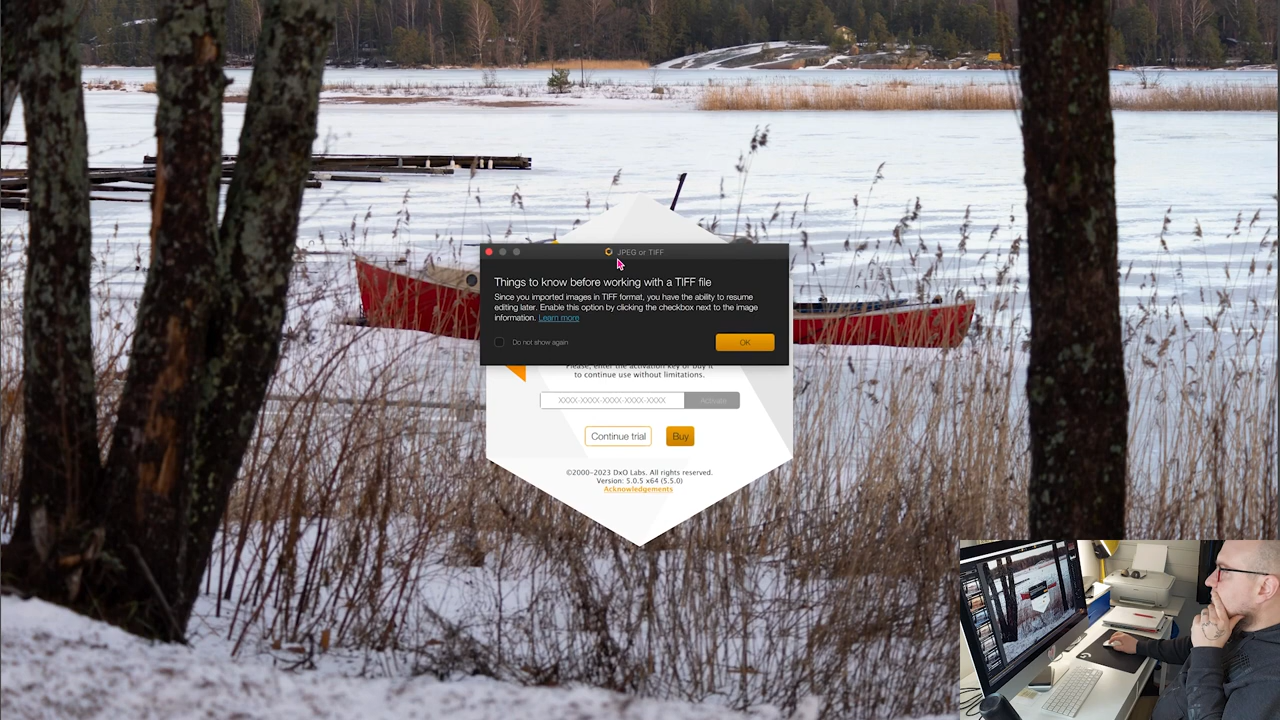 JPEG or TIFF
Things to know before working with a TIFF file
Since you imported images in TIFF format, you have the ability to resume
editing later. Enable this option by clicking the checkbox next to the image
information. Learn more
Do not show again
OK
Please, enter the activation key or buy it
to continue use without limitations.
XXXX-XXXX-XXXX-XXXX-XXXX
Activate
Continue trial
Buy
©2000-2023 DxO Labs. All rights reserved.
Version: 5.0.5 x64 (5.5.0)
Acknowledgements